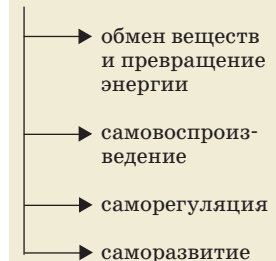 обмен веществ
и превращение
энергии
самовоспроиз-
ведение
саморегуляция
саморазвитие